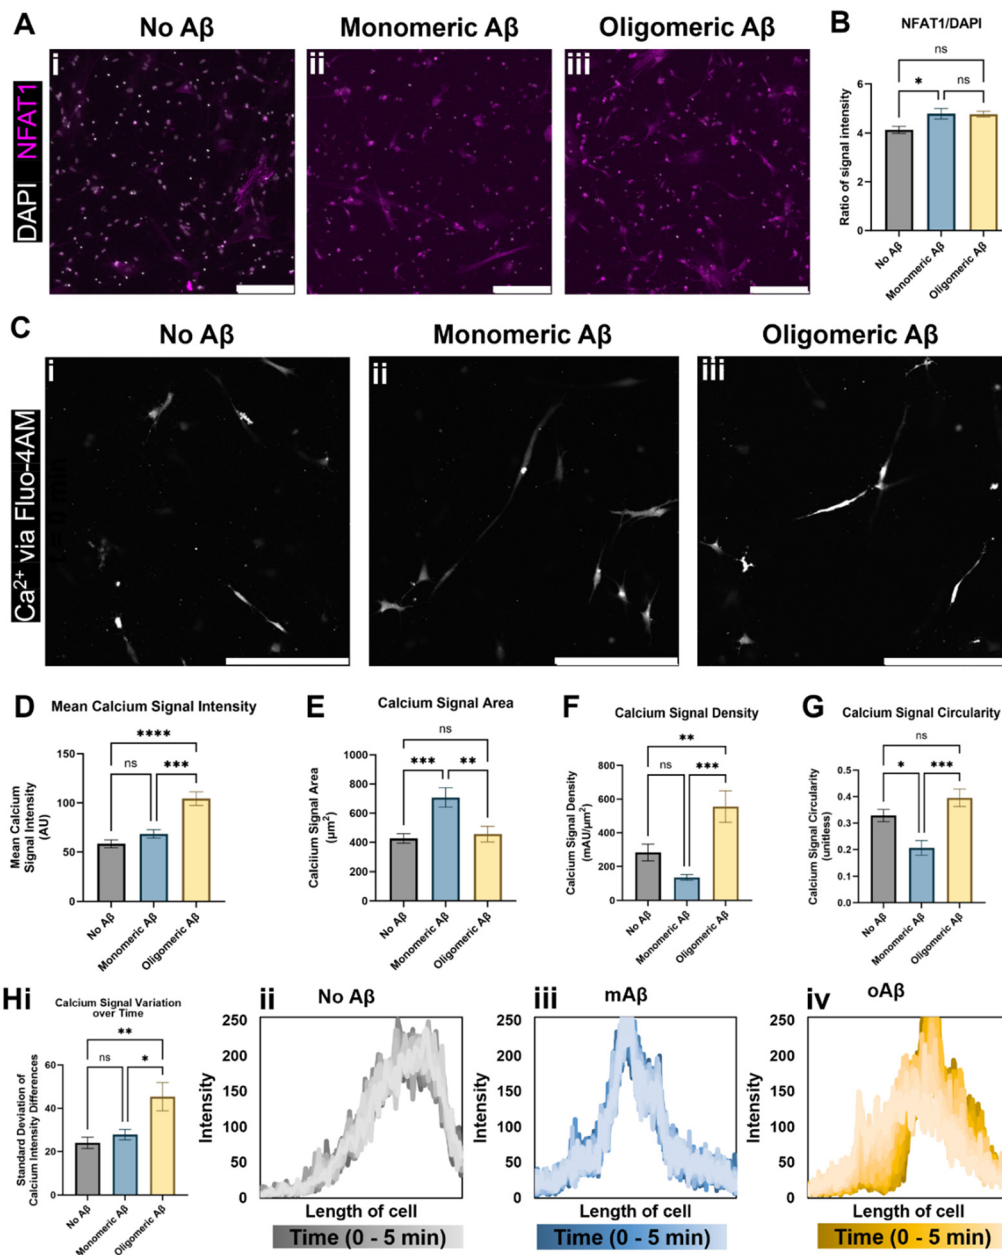 A
No Aβ
Monomeric Aβ
Oligomeric Aβ
DAPI NFAT1
i
ii
iii
B
NFAT1/DAPI
ns
* ns
Ratio of signal intensity
6
4
2
0
No Aβ
Monomeric Aβ
Oligomeric Aβ
C
No Aβ
Monomeric Aβ
Oligomeric Aβ
Ca²⁺ via Fluo-4AM
i
ii
iii
D
Mean Calcium Signal Intensity
****
ns ***
Mean Calcium
Signal Intensity
(AU)
150
100
50
0
No Aβ
Monomeric Aβ
Oligomeric Aβ
E
Calcium Signal Area
ns
*** **
Calciium Signal Area
(μm²)
1000
800
600
400
200
0
No Aβ
Monomeric Aβ
Oligomeric Aβ
F
Calcium Signal Density
**
ns ***
Calcium Signal Density
(mAU/μm²)
800
600
400
200
0
No Aβ
Monomeric Aβ
Oligomeric Aβ
G
Calcium Signal Circularity
ns
* ***
Calcium Signal Circularity
(unitless)
0.5
0.4
0.3
0.2
0.1
0.0
No Aβ
Monomeric Aβ
Oligomeric Aβ
Hi
Calcium Signal Variation
over Time
**
ns *
Standard Deviation of
Calcium Intensity Differences
60
40
20
0
No Aβ
Monomeric Aβ
Oligomeric Aβ
ii
No Aβ
Intensity
250
200
150
100
50
0
Length of cell
Time (0 - 5 min)
iii
mAβ
Intensity
250
200
150
100
50
0
Length of cell
Time (0 - 5 min)
iv
oAβ
Intensity
250
200
150
100
50
0
Length of cell
Time (0 - 5 min)